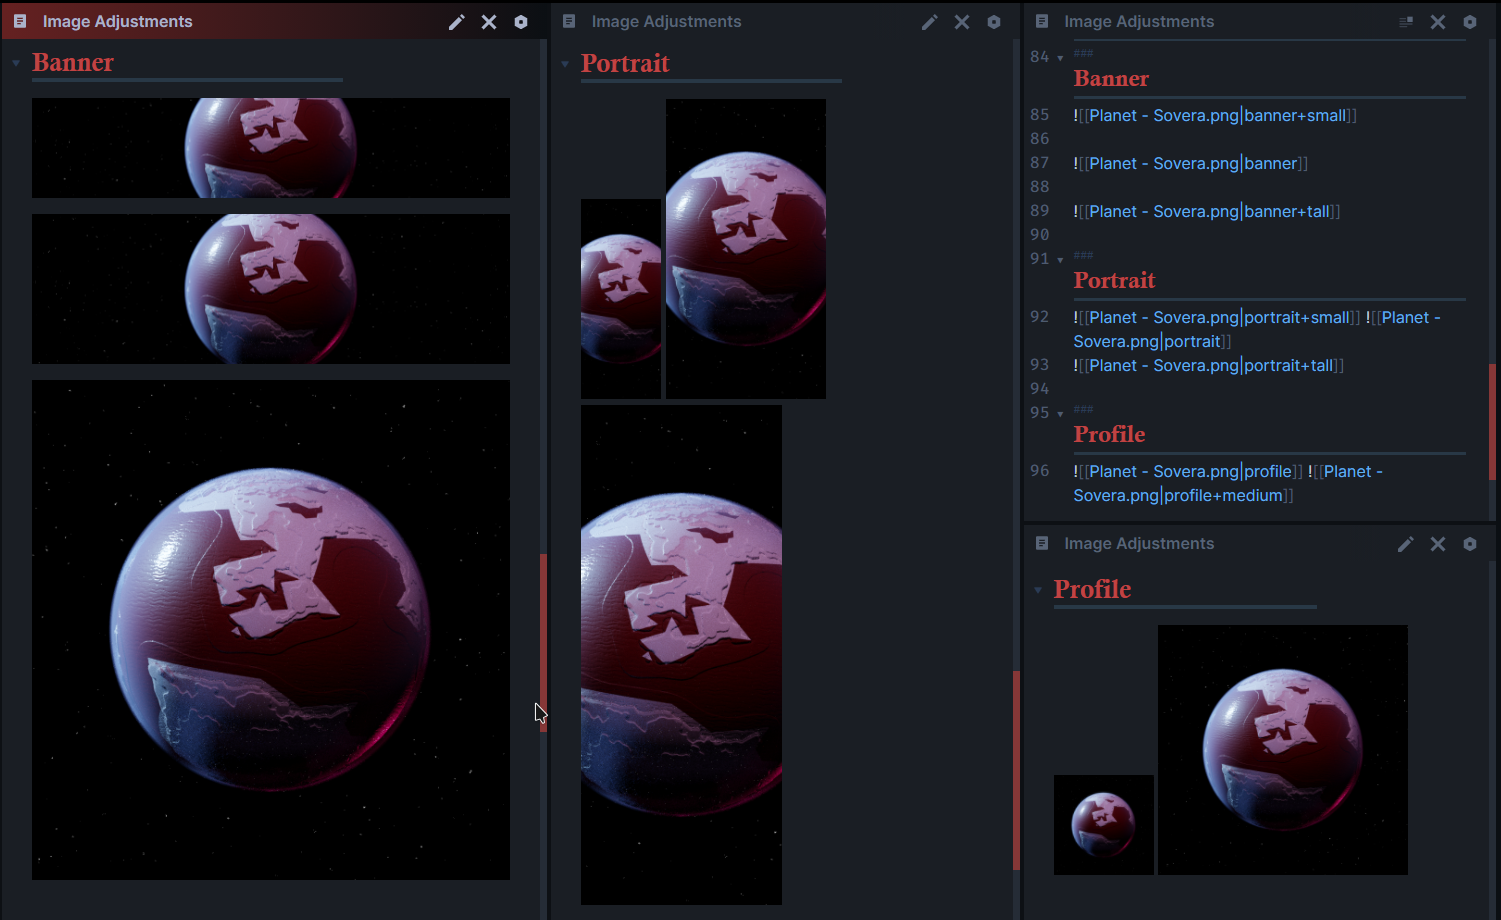 Image Adjustments
Banner
Image Adjustments
Portrait
Image Adjustments
84 ###
Banner
85 ![[Planet - Sovera.png|banner+small]]
86
87 ![[Planet - Sovera.png|banner]]
88
89 ![[Planet - Sovera.png|banner+tall]]
90
91 ###
Portrait
92 ![[Planet - Sovera.png|portrait+small]] ![[Planet -
Sovera.png|portrait]]
93 ![[Planet - Sovera.png|portrait+tall]]
94
95 ###
Profile
96 ![[Planet - Sovera.png|profile]] ![[Planet -
Sovera.png|profile+medium]]
Image Adjustments
Profile